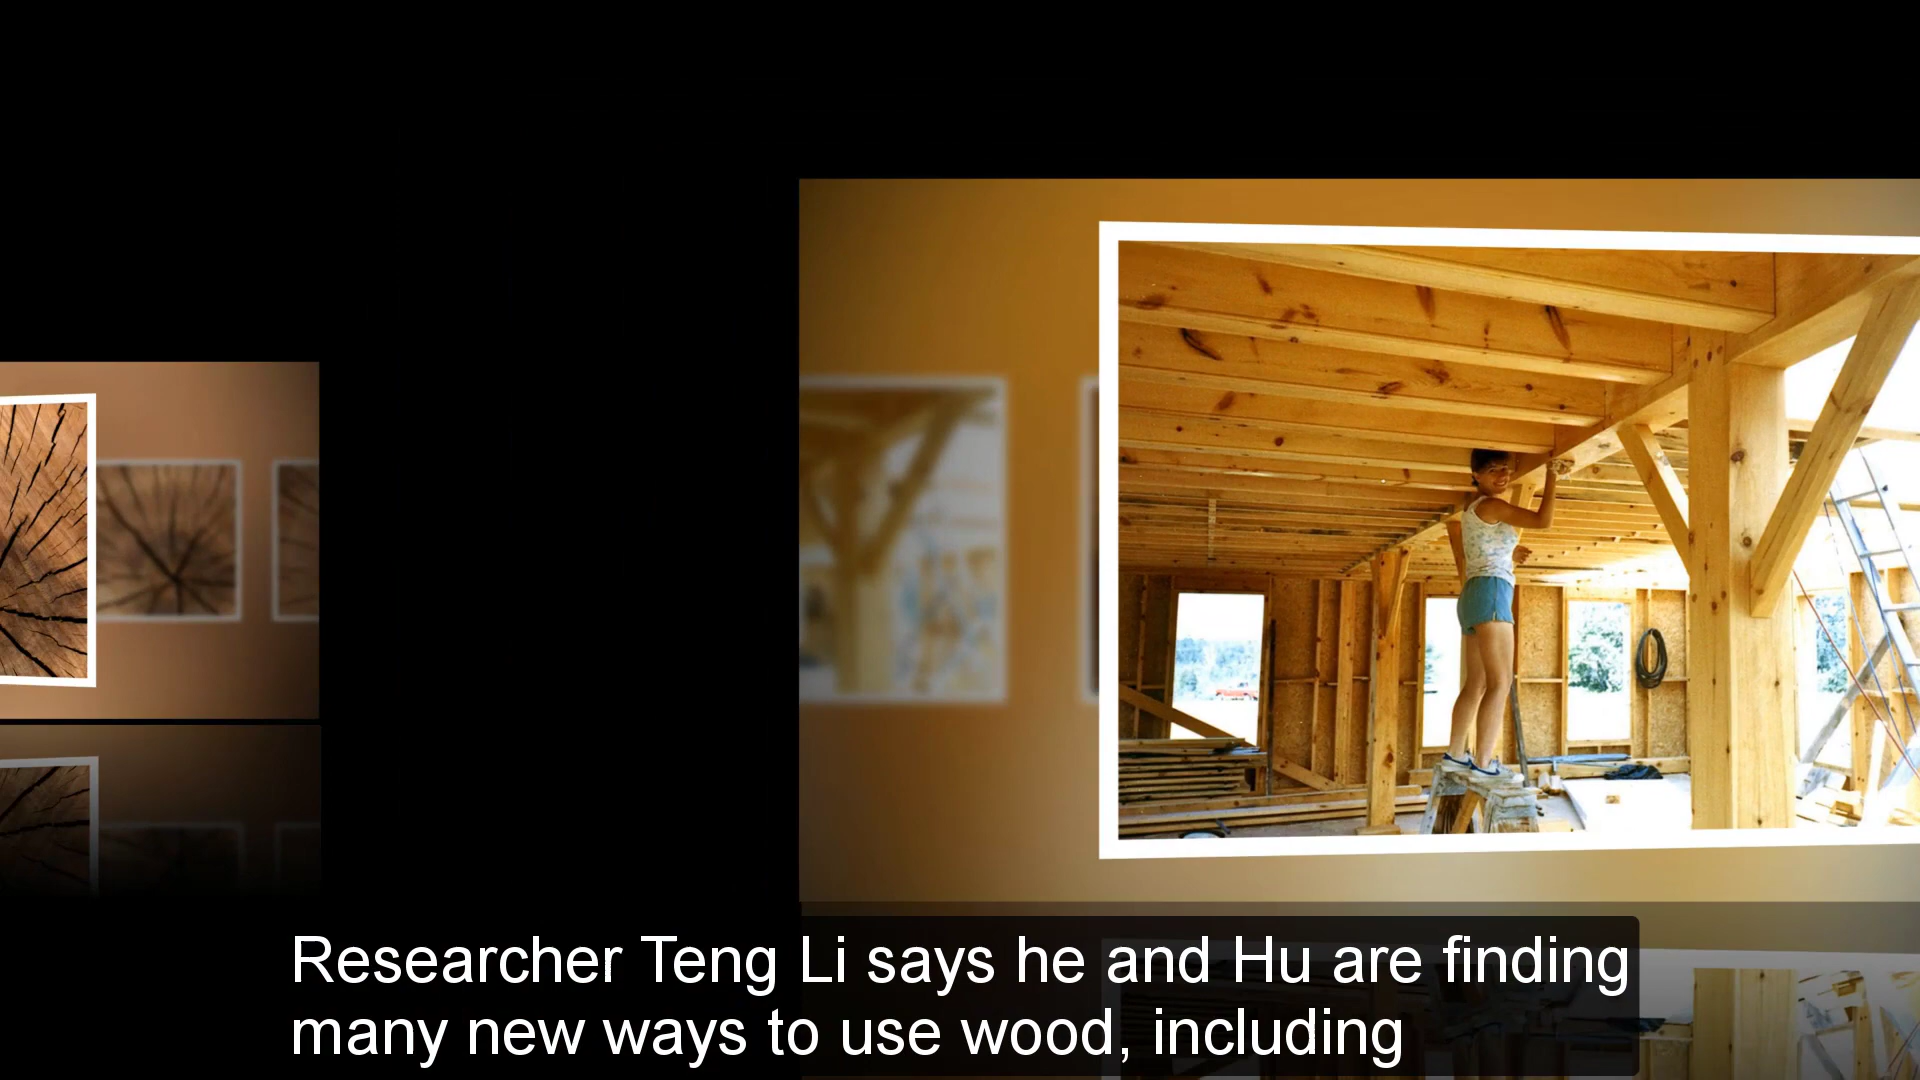 Researcher Teng Li says he and Hu are finding
many new ways to use wood, including